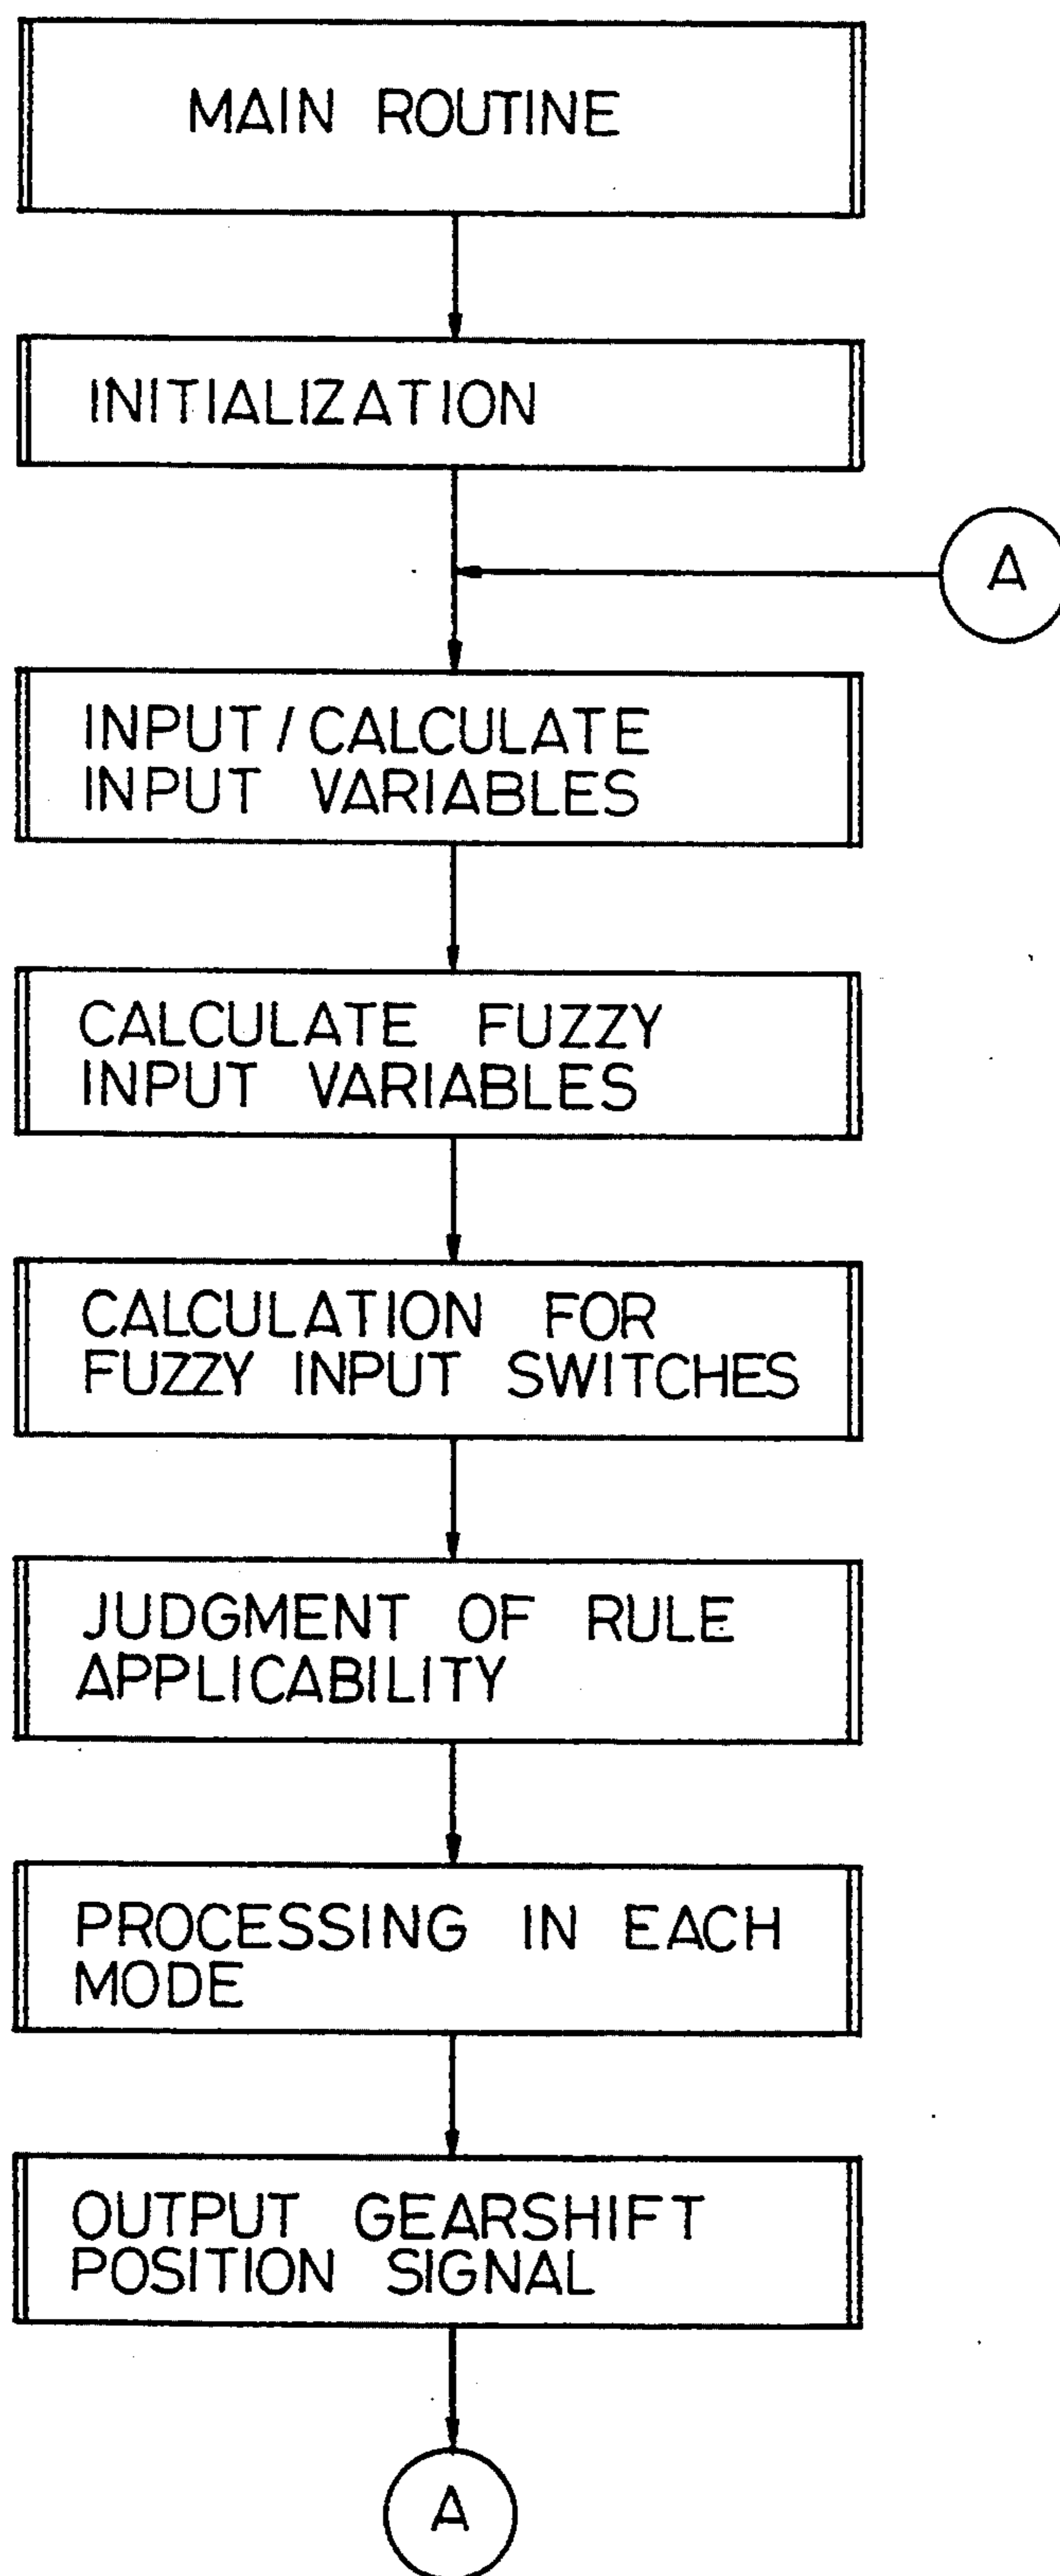 MAIN ROUTINE
INITIALIZATION
A
INPUT/CALCULATE
INPUT VARIABLES
CALCULATE FUZZY
INPUT VARIABLES
CALCULATION FOR
FUZZY INPUT SWITCHES
JUDGMENT OF RULE
APPLICABILITY
PROCESSING IN EACH
MODE
OUTPUT GEARSHIFT
POSITION SIGNAL
A